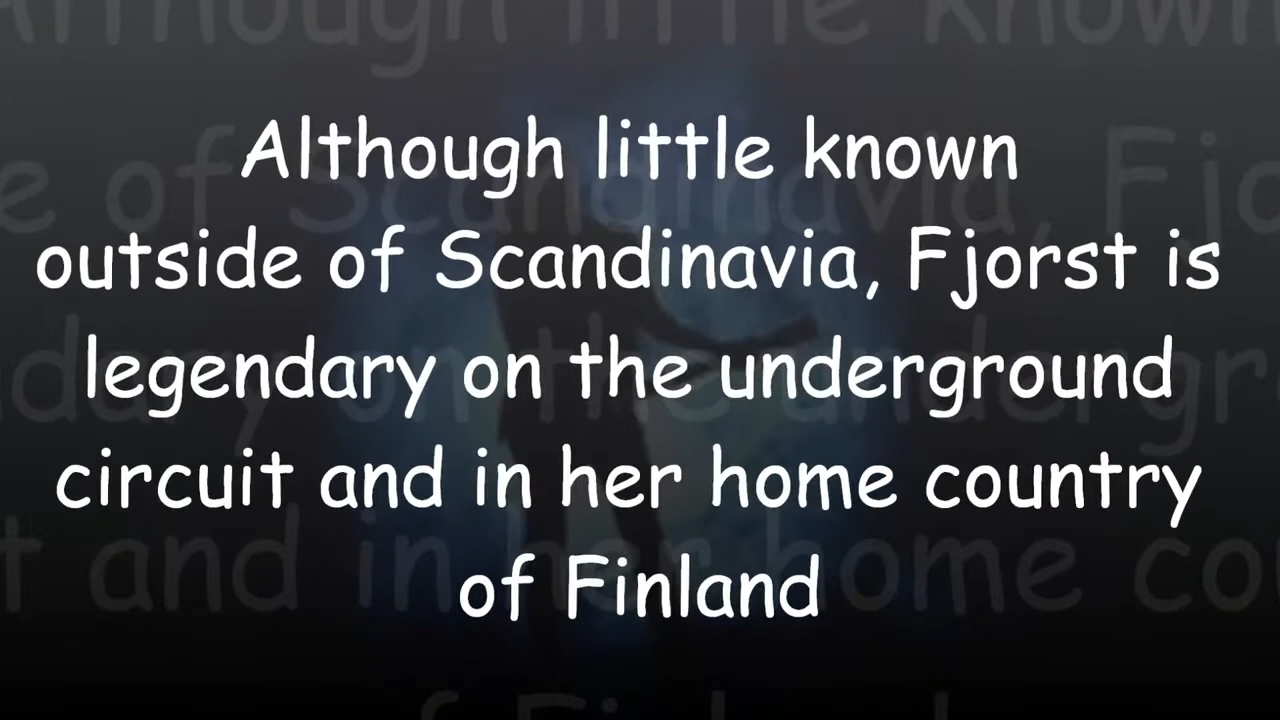 Although little known
outside of Scandinavia, Fjorst is
legendary on the underground
circuit and in her home country
of Finland